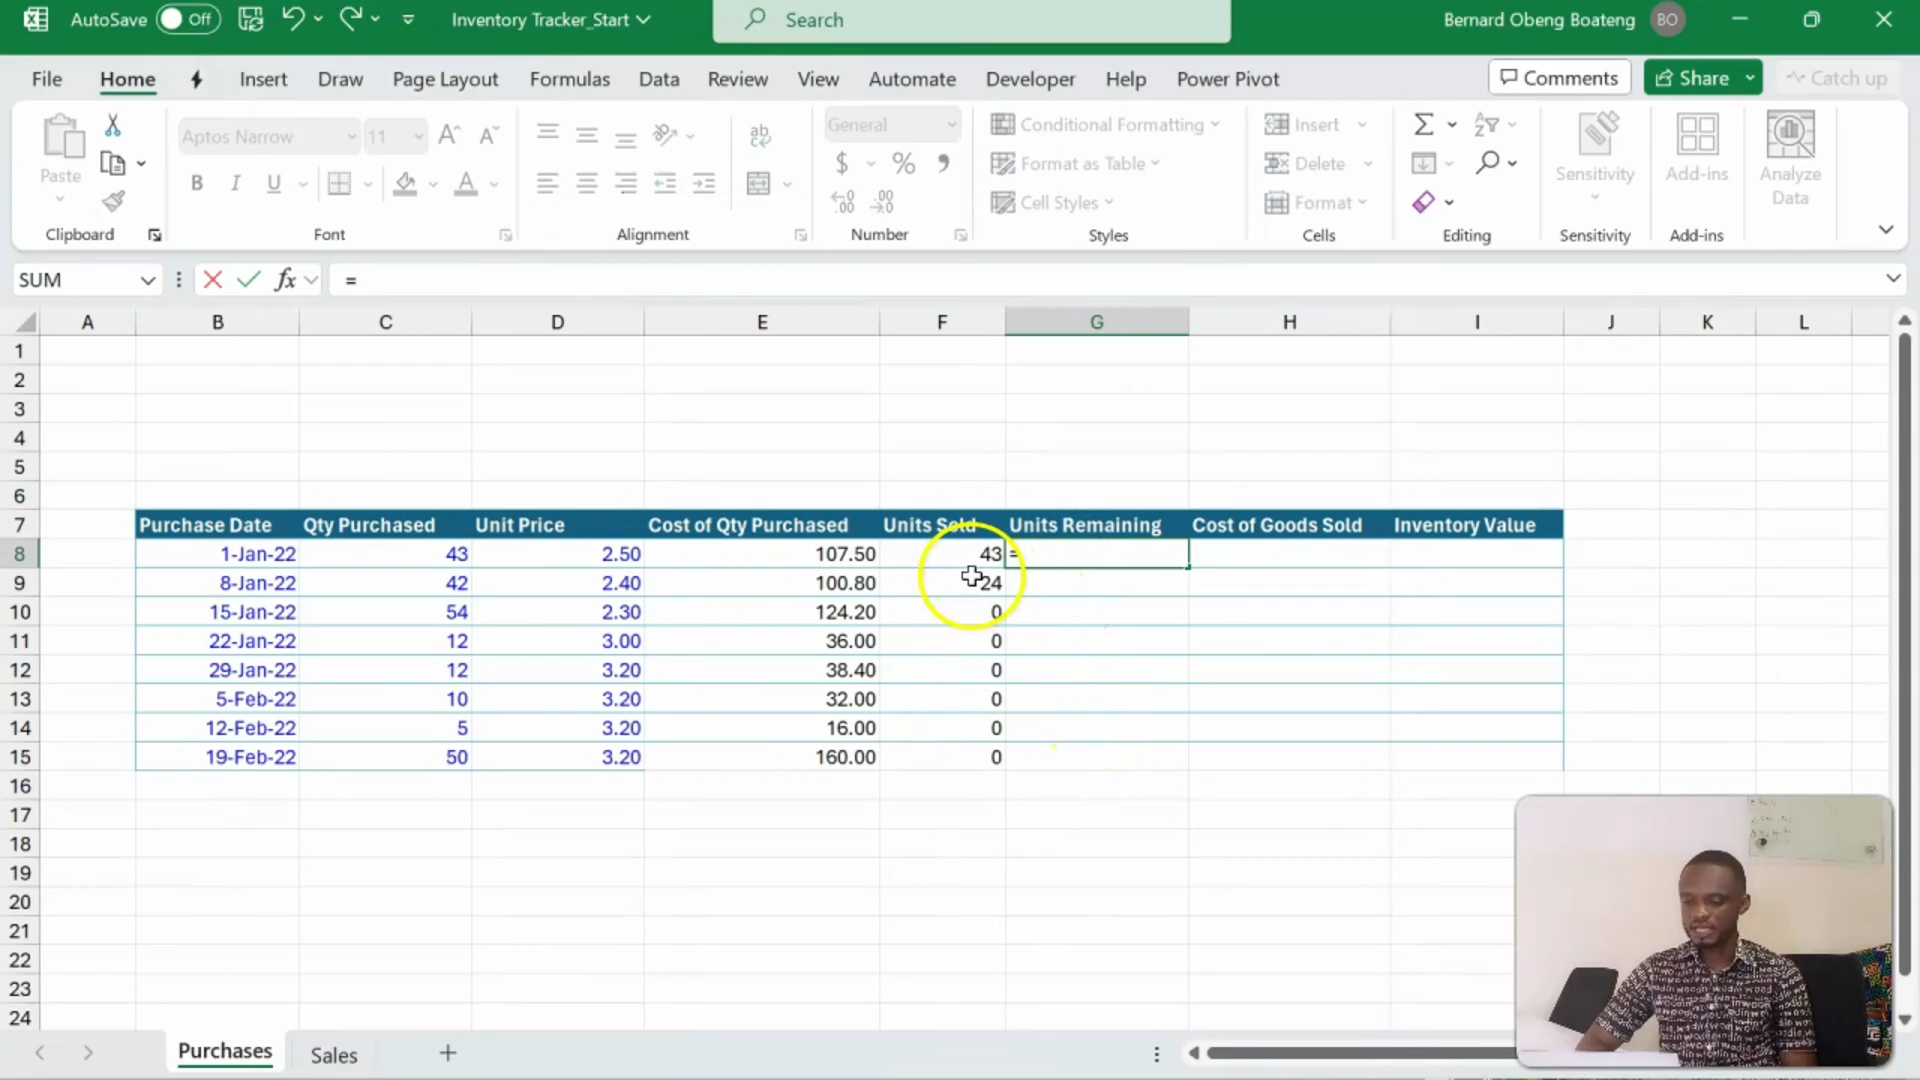 AutoSave Off Inventory Tracker_Start Search Bernard Obeng Boateng BO
File Home Insert Draw Page Layout Formulas Data Review View Automate Developer Help Power Pivot Comments Share Catch up
Paste Aptos Narrow 11 General Conditional Formatting Insert Sensitivity Add-ins Analyze Data
B I U $ % Format as Table Delete
Cell Styles Format
Clipboard Font Alignment Number Styles Cells Editing Sensitivity Add-ins
SUM fx =
A B C D E F G H I J K L
1
2
3
4
5
6
7 Purchase Date Qty Purchased Unit Price Cost of Qty Purchased Units Sold Units Remaining Cost of Goods Sold Inventory Value
8 1-Jan-22 43 2.50 107.50 43 =
9 8-Jan-22 42 2.40 100.80 24
10 15-Jan-22 54 2.30 124.20 0
11 22-Jan-22 12 3.00 36.00 0
12 29-Jan-22 12 3.20 38.40 0
13 5-Feb-22 10 3.20 32.00 0
14 12-Feb-22 5 3.20 16.00 0
15 19-Feb-22 50 3.20 160.00 0
16
17
18
19
20
21
22
23
24
Purchases Sales